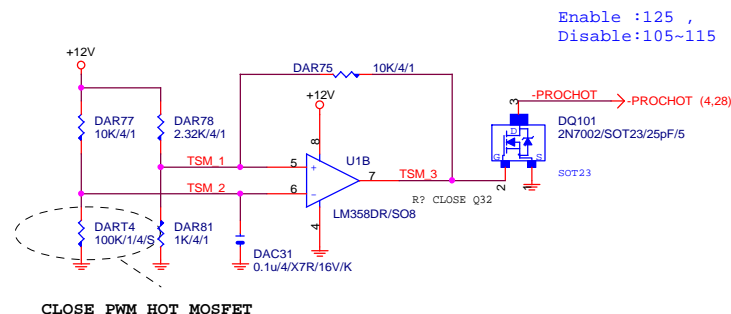 Enable :125 ,
Disable:105~115
+12V
DAR75
10K/4/1
+12V
-PROCHOT
-PROCHOT (4,28)
3
DAR77
10K/4/1
DAR78
2.32K/4/1
DQ101
2N7002/SOT23/25pF/5
D
G
S
SOT23
8
U1B
TSM_1
5
+
7
TSM_3
TSM_2
6
-
2
1
R? CLOSE Q32
LM358DR/SO8
4
DART4
100K/1/4/S
DAR81
1K/4/1
DAC31
0.1u/4/X7R/16V/K
CLOSE PWM HOT MOSFET